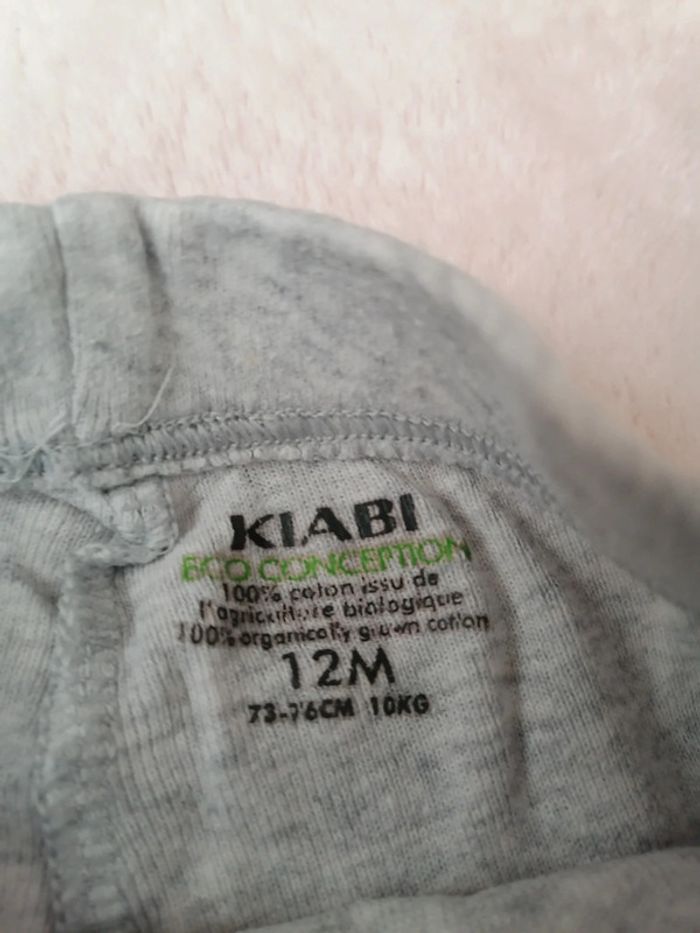 KIABI
ECO CONCEPTION
100% coton issu de
l'agriculture biologique
100% organically grown cotton
12M
73-76CM 10KG